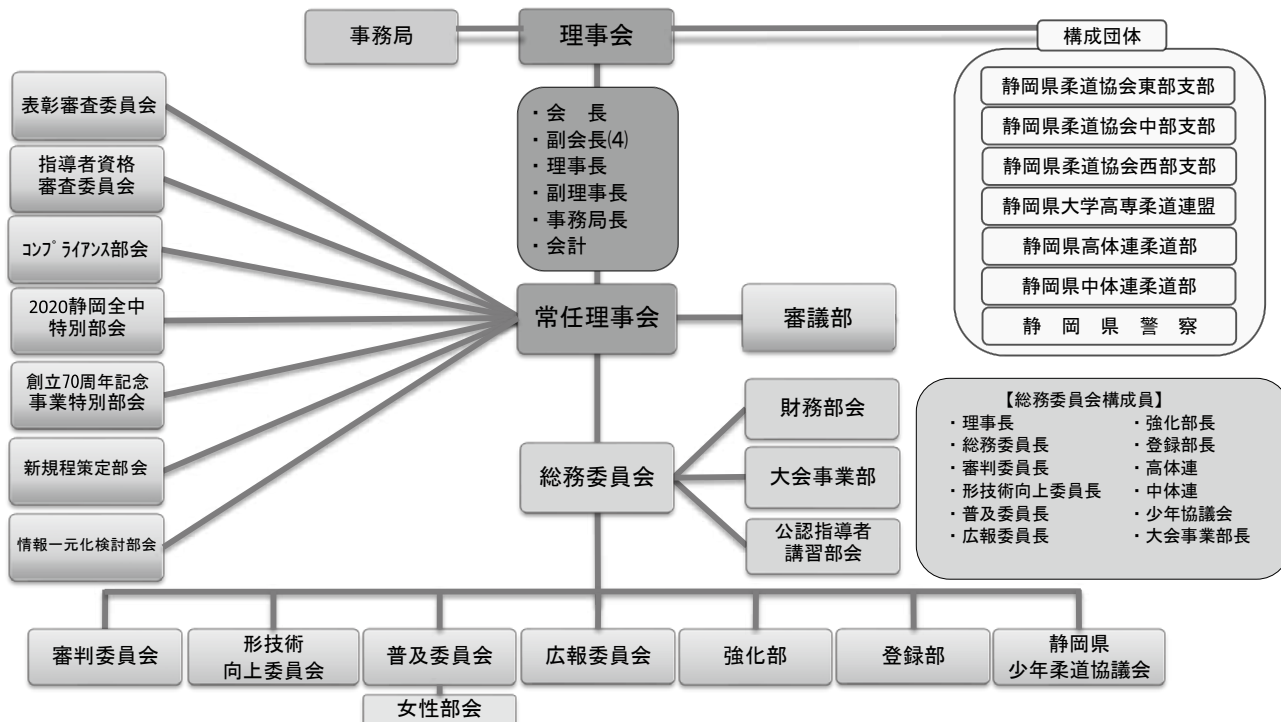 事務局
理事会
構成団体
静岡県柔道協会東部支部
静岡県柔道協会中部支部
静岡県柔道協会西部支部
静岡県大学高専柔道連盟
静岡県高体連柔道部
静岡県中体連柔道部
静 岡 県 警 察
・会 長
・副会長⑷
・理事長
・副理事長
・事務局長
・会計
表彰審査委員会
指導者資格
審査委員会
コンプライアンス部会
2020静岡全中
特別部会
創立70周年記念
事業特別部会
新規程策定部会
情報一元化検討部会
常任理事会
審議部
総務委員会
財務部会
大会事業部
公認指導者
講習部会
【総務委員会構成員】
・理事長
・総務委員長
・審判委員長
・形技術向上委員長
・普及委員長
・広報委員長
・強化部長
・登録部長
・高体連
・中体連
・少年協議会
・大会事業部長
審判委員会
形技術
向上委員会
普及委員会
広報委員会
強化部
登録部
静岡県
少年柔道協議会
女性部会